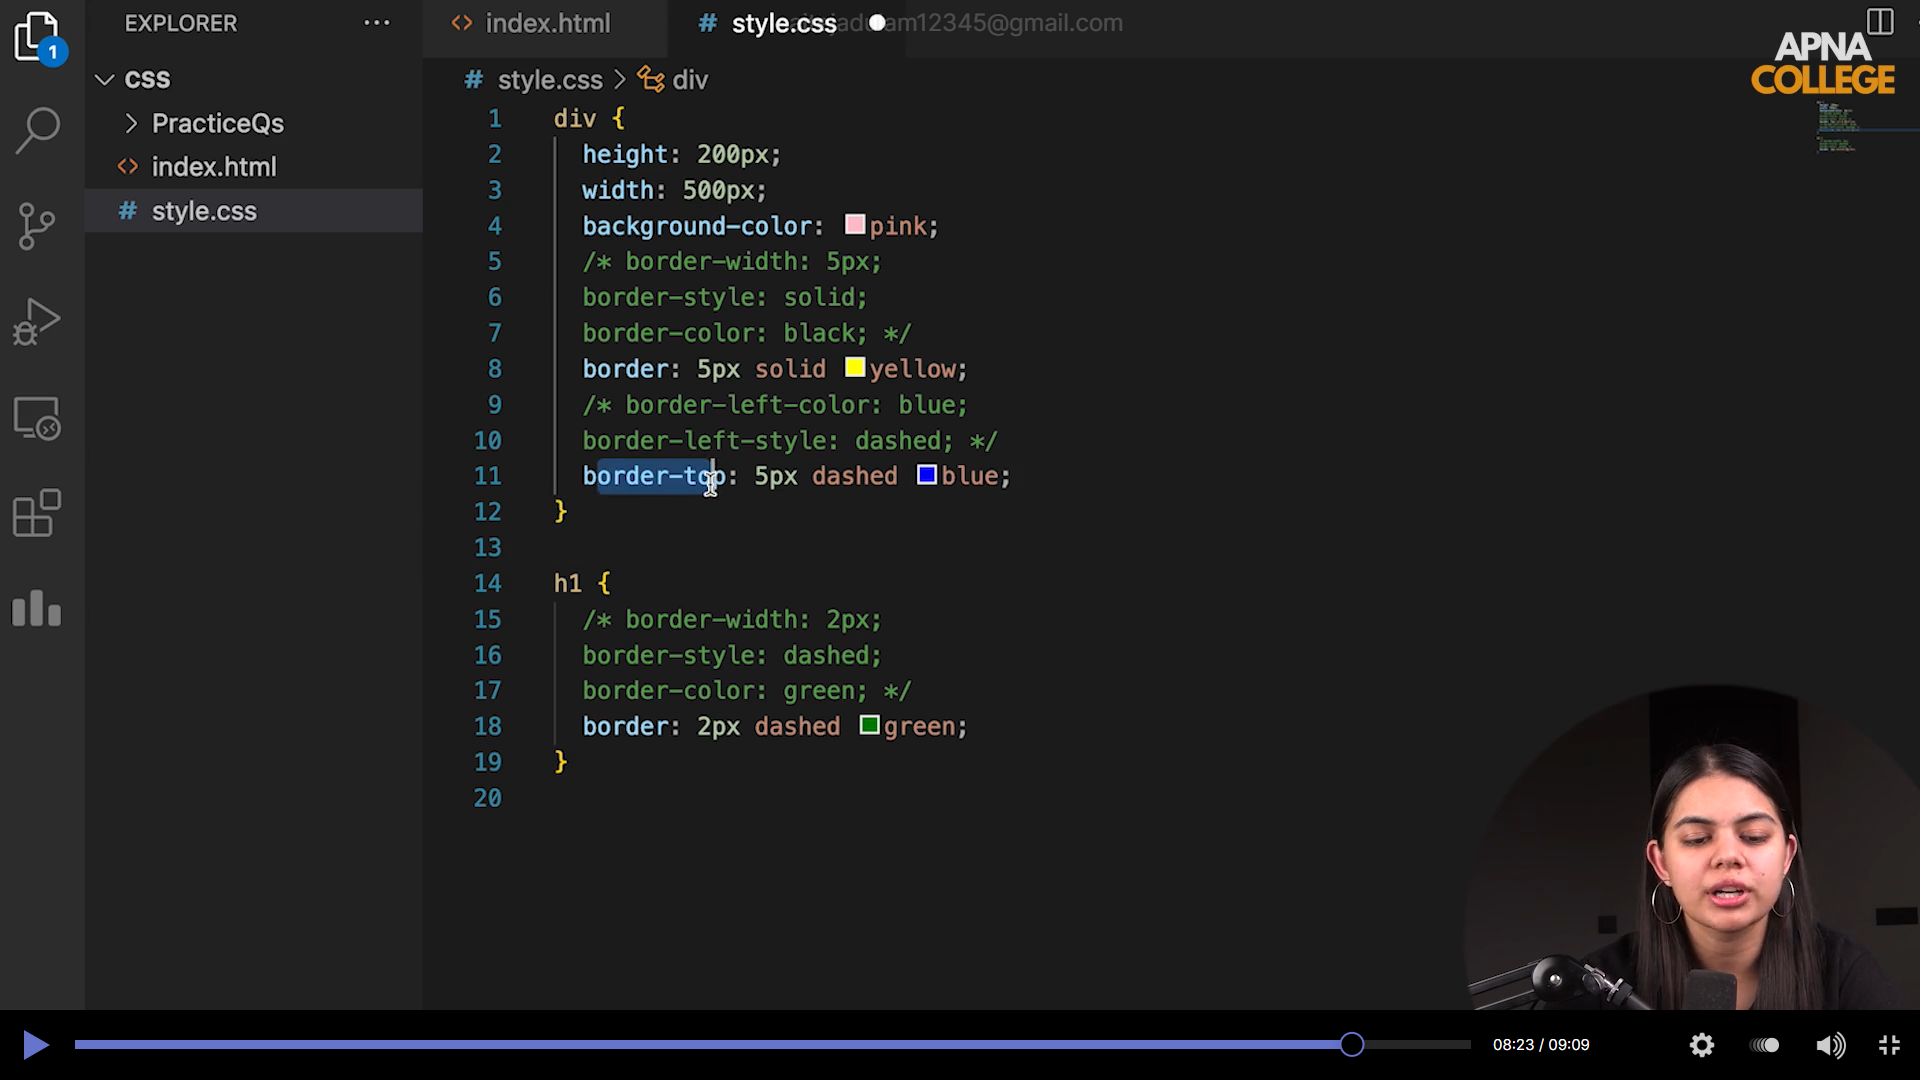 EXPLORER
index.html
style.css
CSS
PracticeQs
index.html
style.css
1
style.css > div
1 div {
2 height: 200px;
3 width: 500px;
4 background-color: pink;
5 /* border-width: 5px;
6 border-style: solid;
7 border-color: black; */
8 border: 5px solid yellow;
9 /* border-left-color: blue;
10 border-left-style: dashed; */
11 border-top: 5px dashed blue;
12 }
13
14 h1 {
15 /* border-width: 2px;
16 border-style: dashed;
17 border-color: green; */
18 border: 2px dashed green;
19 }
20
APNA
COLLEGE
08:23 / 09:09